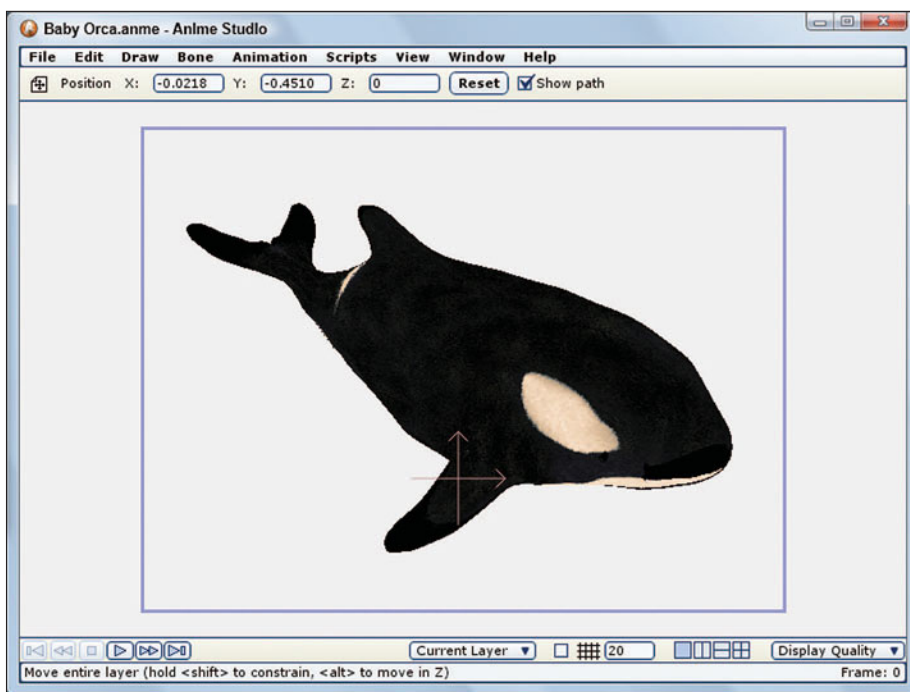 Baby Orca.anme - AnIme StudIo
File Edit Draw Bone Animation Scripts View Window Help
Position X: -0.0218 Y: -0.4510 Z: 0 Reset Show path
Current Layer 20 Display Quality
Move entire layer (hold <shift> to constrain, <alt> to move in Z) Frame: 0